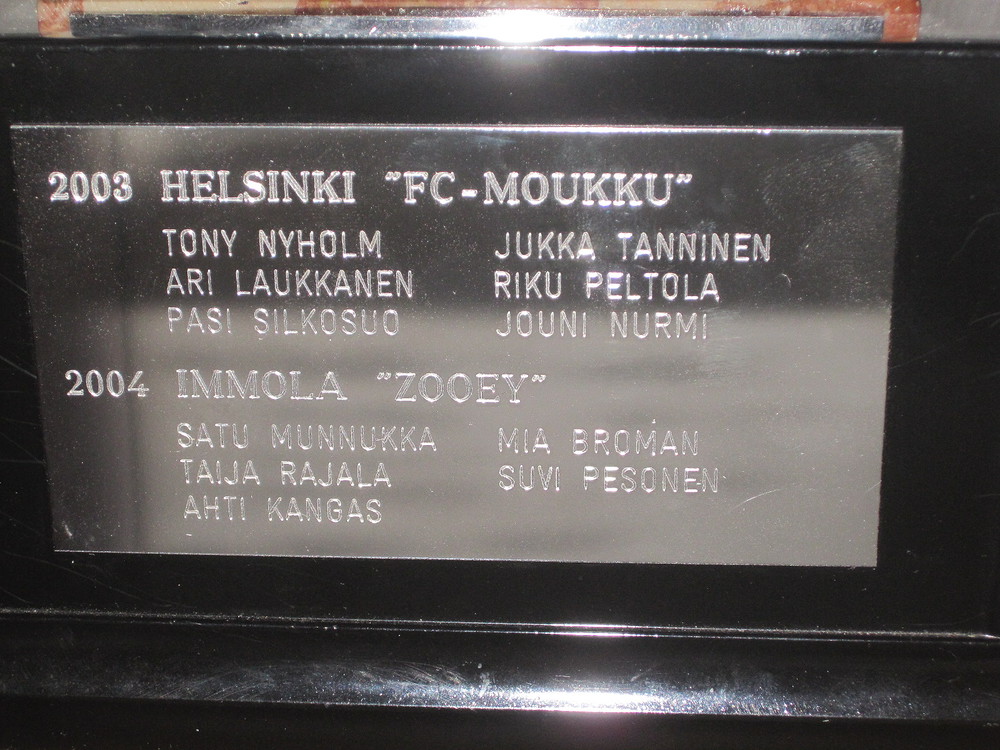 2003 HELSINKI "FC-MOUKKU"
TONY NYHOLM JUKKA TANNINEN
ARI LAUKKANEN RIKU PELTOLA
PASI SILKOSUO JOUNI NURMI
2004 IMMOLA "ZOOEY"
SATU MUNNUKKA MIA BROMAN
TAIJA RAJALA SUVI PESONEN
AHTI KANGAS